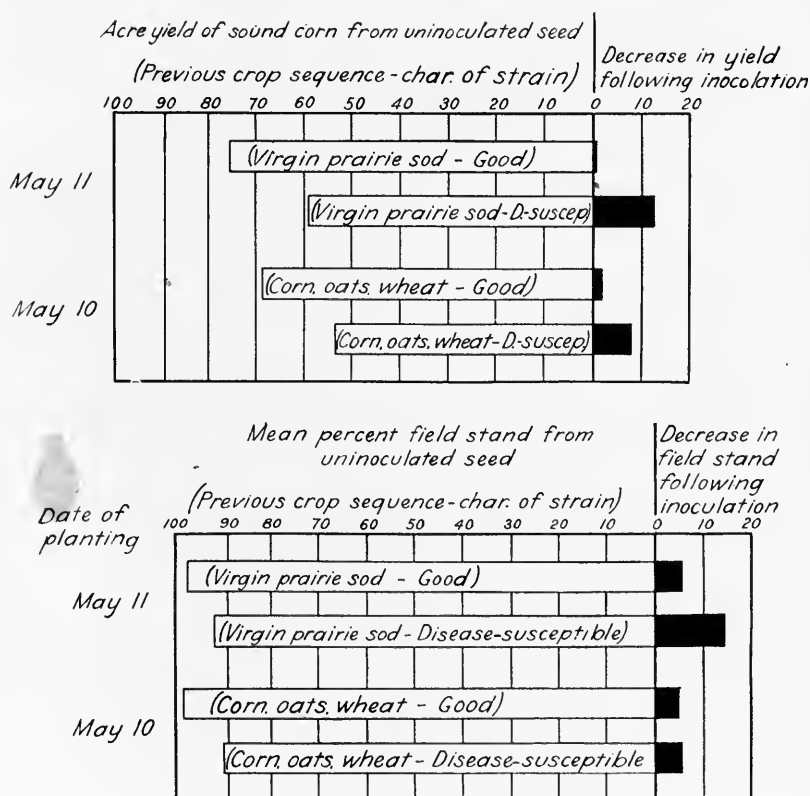 Acre yield of sound corn from uninoculated seed
(Previous crop sequence-char. of strain)
Decrease in yield
following inocolation
100 90 80 70 60 50 40 30 20 10 0 10 20
May 11
(Virgin prairie sod - Good)
(Virgin prairie sod-D.-suscep)
May 10
(Corn. oats. wheat - Good)
(Corn. oats. wheat-D.-suscep.)
Mean percent field stand from
uninoculated seed
(Previous crop sequence-char. of strain)
Decrease in
field stand
following
inoculation
Date of
planting
100 90 80 70 60 50 40 30 20 10 0 10 20
May 11
(Virgin prairie sod - Good)
(Virgin prairie sod-Disease-susceptible)
May 10
(Corn. oats. wheat - Good)
(Corn. oats. wheat-Disease-susceptible